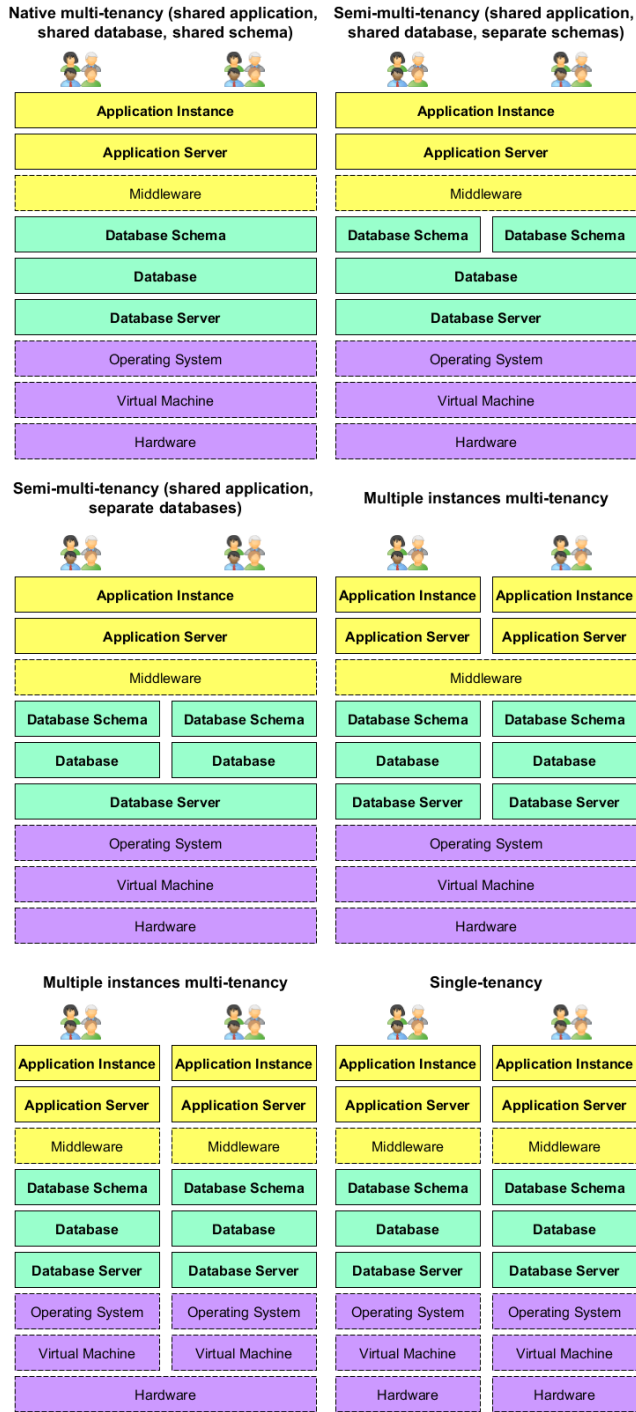 Native multi-tenancy (shared application,
shared database, shared schema)
Application Instance
Application Server
Middleware
Database Schema
Database
Database Server
Operating System
Virtual Machine
Hardware
Semi-multi-tenancy (shared application,
shared database, separate schemas)
Application Instance
Application Server
Middleware
Database Schema Database Schema
Database
Database Server
Operating System
Virtual Machine
Hardware
Semi-multi-tenancy (shared application,
separate databases)
Application Instance
Application Server
Middleware
Database Schema Database Schema
Database Database
Database Server
Operating System
Virtual Machine
Hardware
Multiple instances multi-tenancy
Application Instance Application Instance
Application Server Application Server
Middleware
Database Schema Database Schema
Database Database
Database Server Database Server
Operating System
Virtual Machine
Hardware
Multiple instances multi-tenancy
Application Instance Application Instance
Application Server Application Server
Middleware Middleware
Database Schema Database Schema
Database Database
Database Server Database Server
Operating System Operating System
Virtual Machine Virtual Machine
Hardware
Single-tenancy
Application Instance Application Instance
Application Server Application Server
Middleware Middleware
Database Schema Database Schema
Database Database
Database Server Database Server
Operating System Operating System
Virtual Machine Virtual Machine
Hardware Hardware